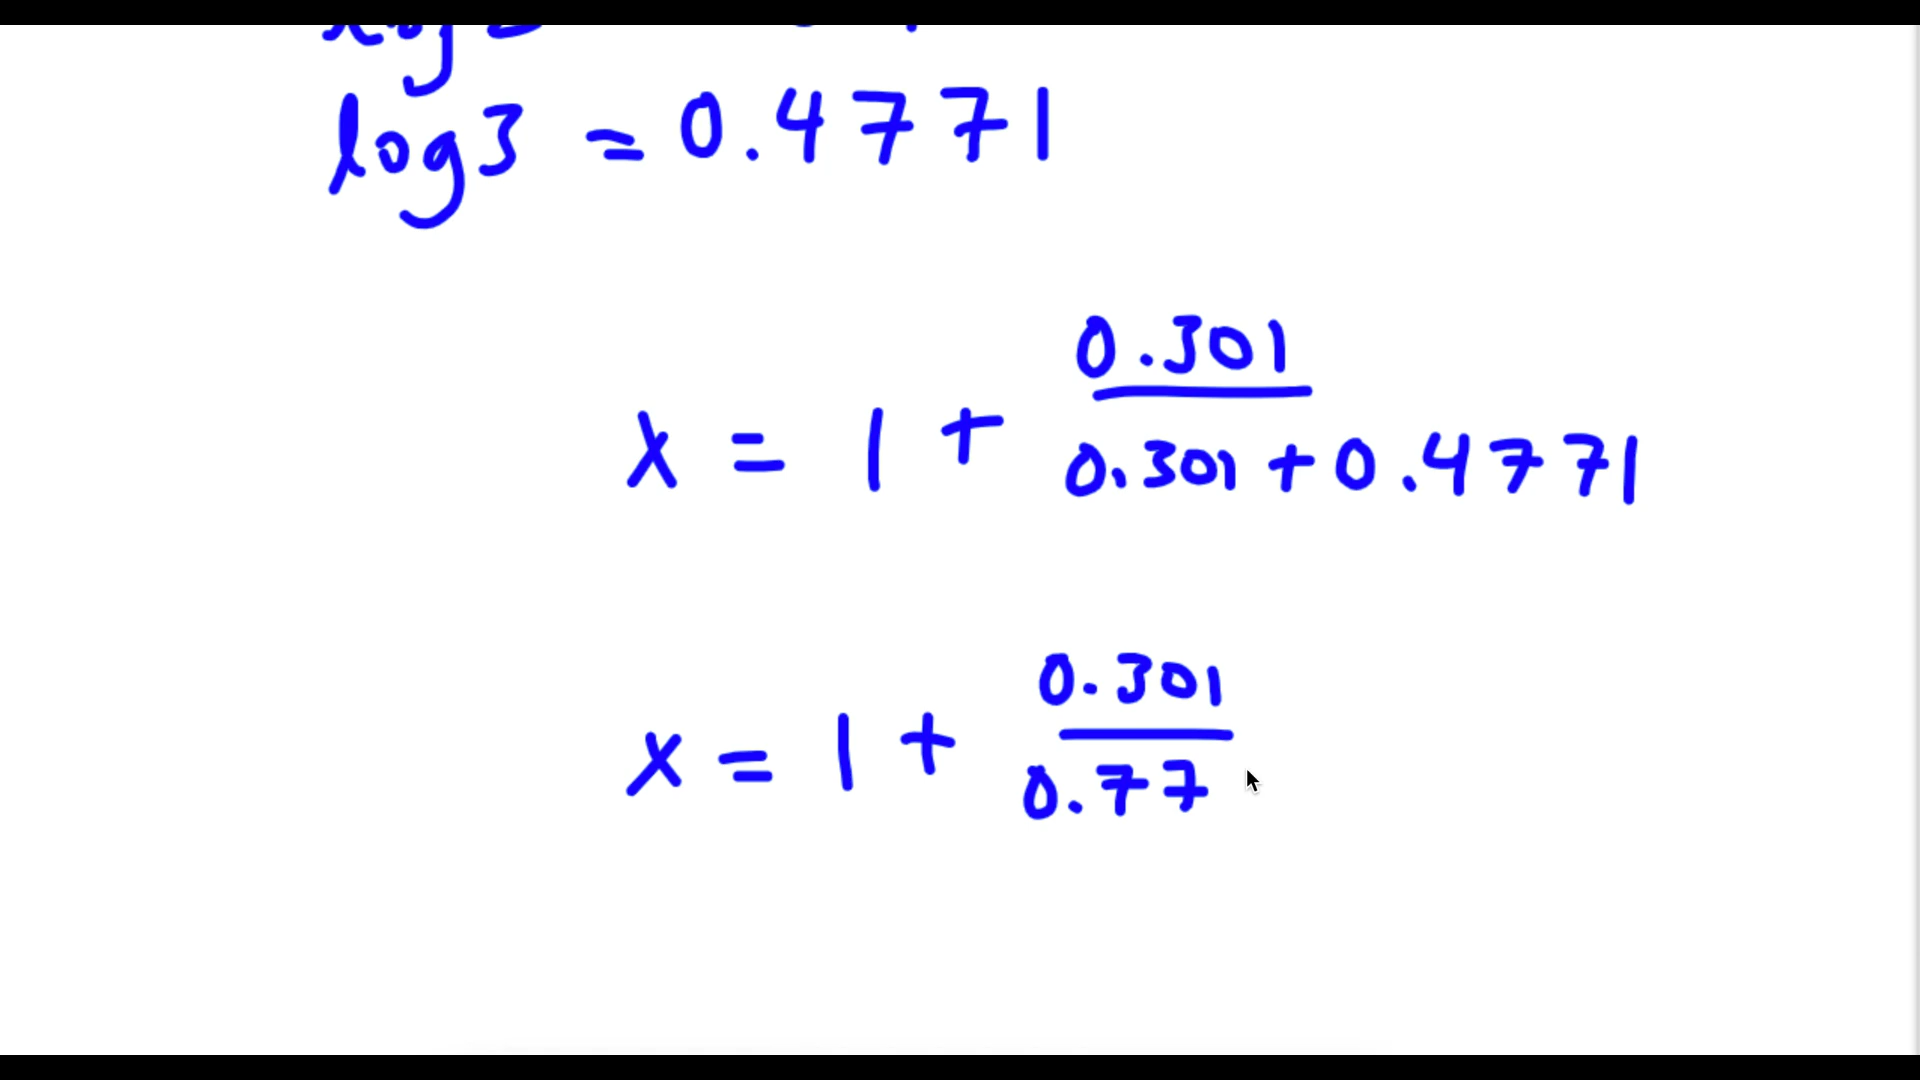 log3 = 0.4771
x = 1 + 0.301 / 0.301 + 0.4771
x = 1 + 0.301 / 0.77